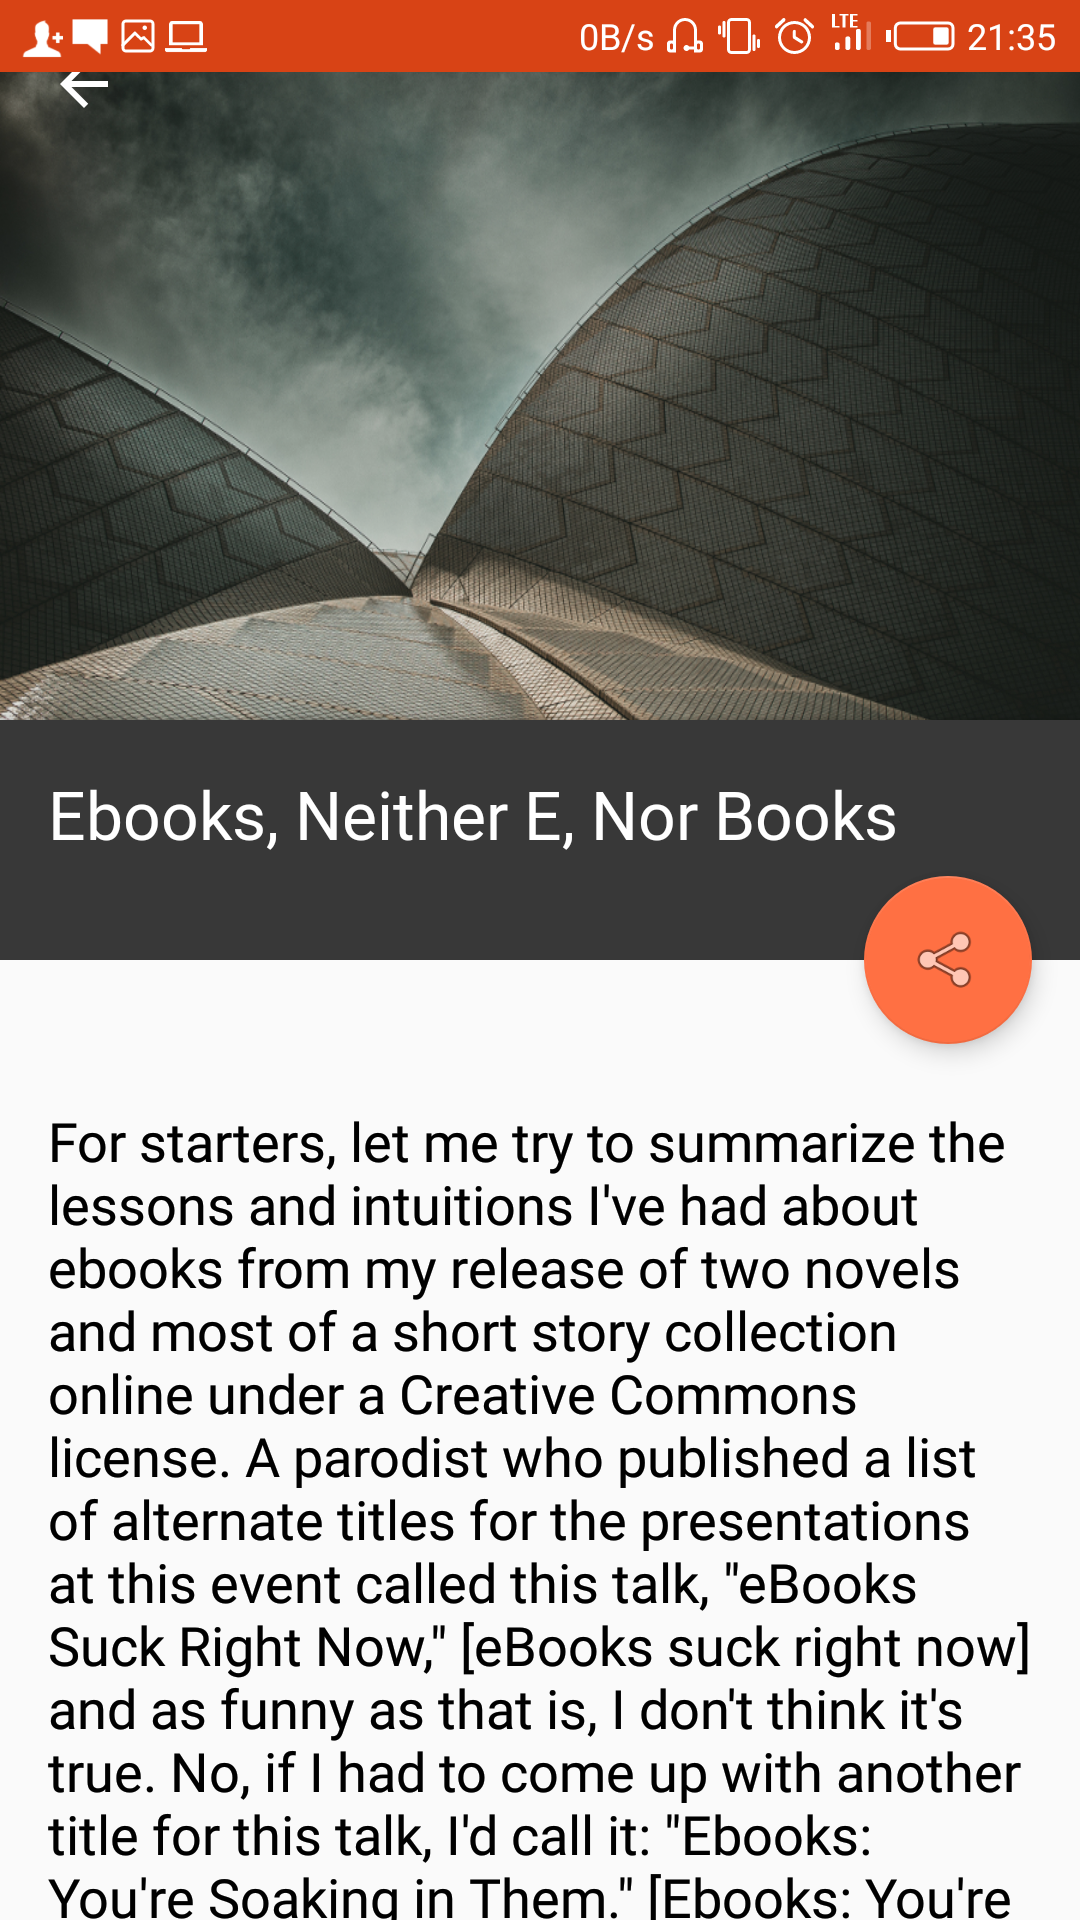 0B/s LTE 21:35
Ebooks, Neither E, Nor Books
For starters, let me try to summarize the
lessons and intuitions I've had about
ebooks from my release of two novels
and most of a short story collection
online under a Creative Commons
license. A parodist who published a list
of alternate titles for the presentations
at this event called this talk, "eBooks
Suck Right Now," [eBooks suck right now]
and as funny as that is, I don't think it's
true. No, if I had to come up with another
title for this talk, I'd call it: "Ebooks:
You're Soaking in Them." [Ebooks: You're